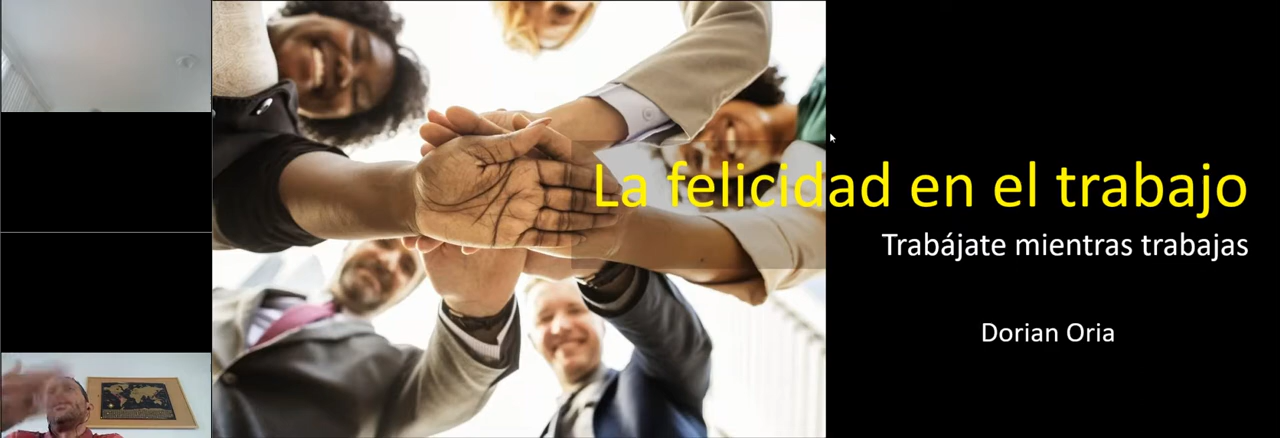 La felicidad en el trabajo
Trabájate mientras trabajas
Dorian Oria